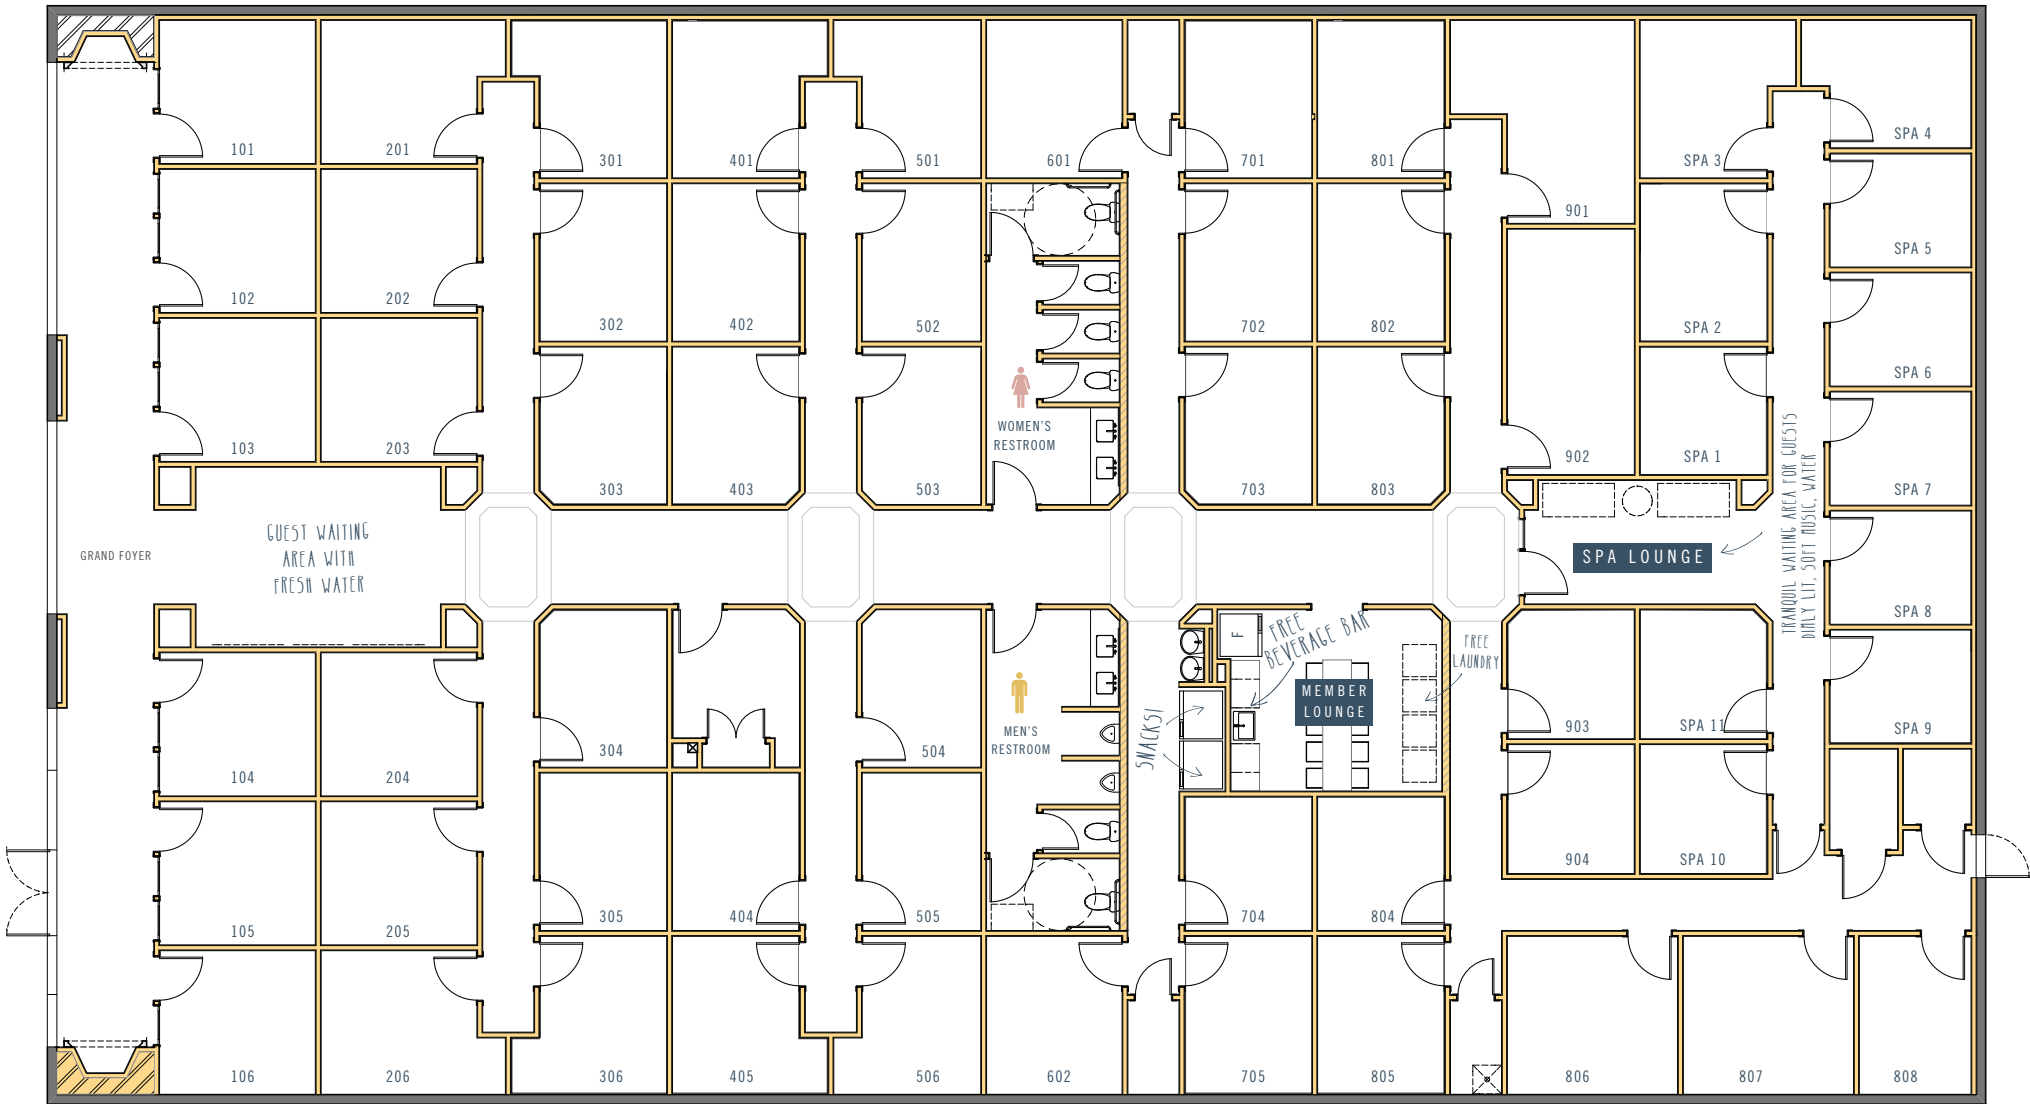 101
201
301
401
501
601
701
801
901
SPA 3
SPA 4
102
202
302
402
502
702
802
SPA 2
SPA 5
SPA 6
103
203
303
403
503
WOMEN'S
RESTROOM
703
803
902
SPA 1
SPA 7
GRAND FOYER
GUEST WAITING
AREA WITH
FRESH WATER
SPA LOUNGE
TRANQUIL WAITING AREA FOR GUESTS
DIMLY LIT, SOFT MUSIC, WATER
SPA 8
F
FREE
BEVERAGE BAR
FREE
LAUNDRY
MEMBER
LOUNGE
SNACKS!
104
204
304
504
MEN'S
RESTROOM
903
SPA 11
SPA 9
105
205
305
404
505
704
804
904
SPA 10
106
206
306
405
506
602
705
805
806
807
808